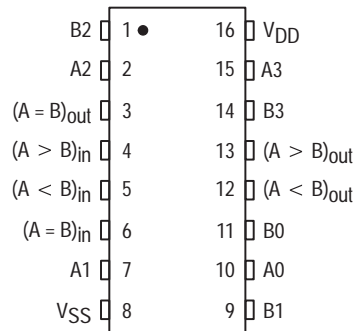 B2 1 16 VDD
A2 2 15 A3
(A = B)out 3 14 B3
(A > B)in 4 13 (A > B)out
(A < B)in 5 12 (A < B)out
(A = B)in 6 11 B0
A1 7 10 A0
VSS 8 9 B1